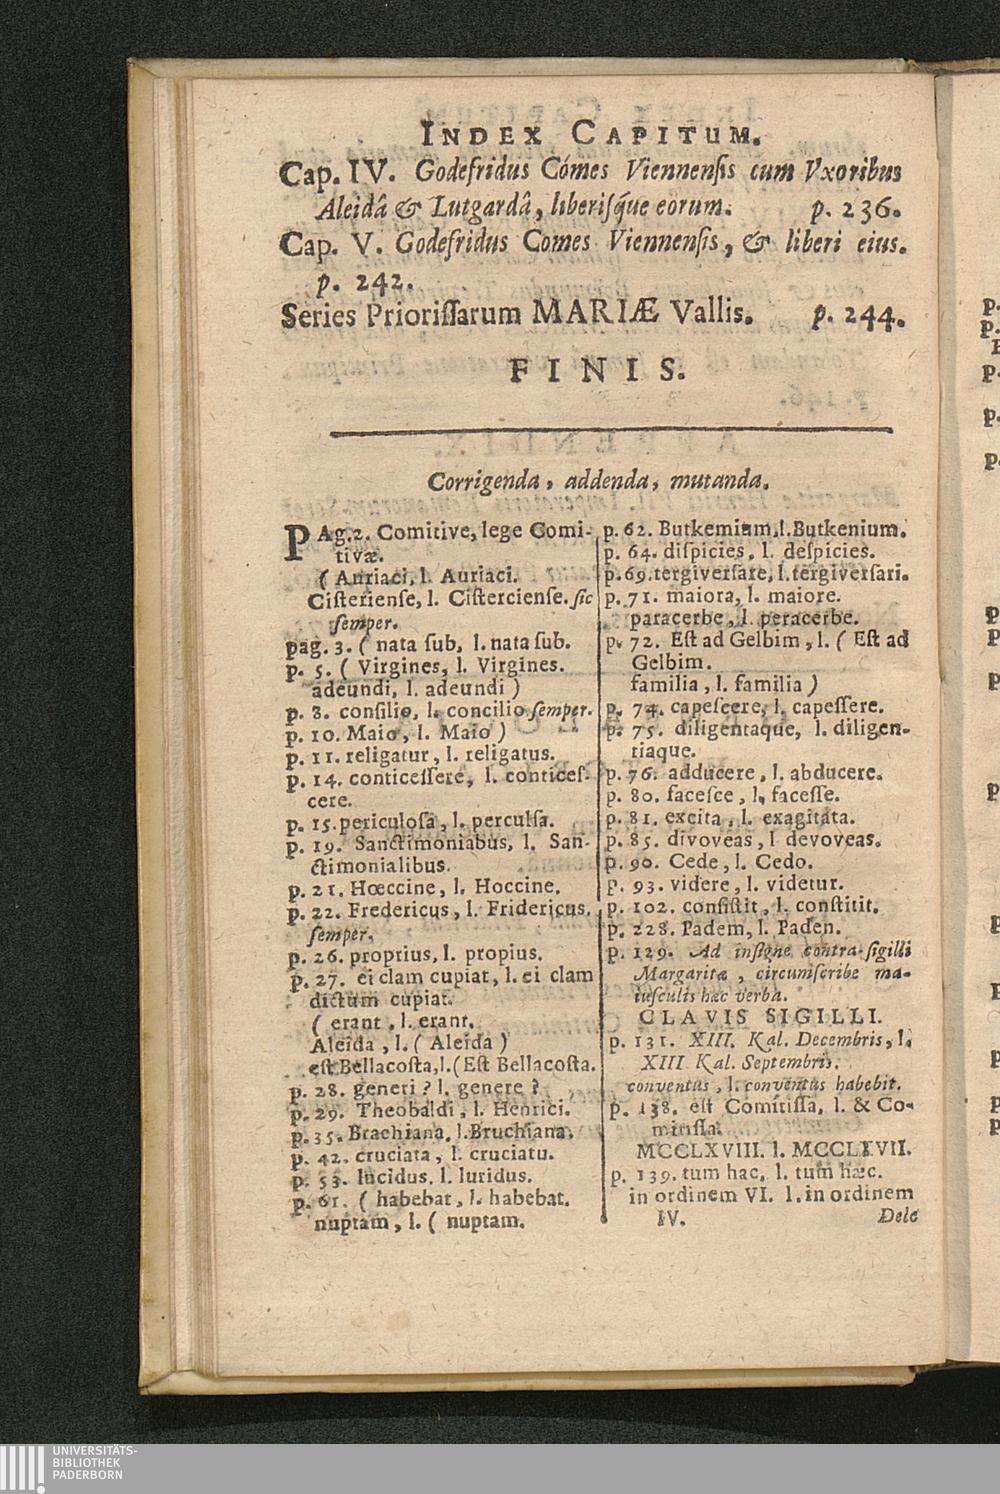 INDEX CAPITUM.
Cap. IV. Godefridus Cómes Viennenſis cum Vxoribus
Aleidâ & Lutgardâ, liberiſq́ue eorum. p. 236.
Cap. V. Godefridus Comes Viennenſis, & liberi eius.
p. 242.
Series Prioriſſarum MARIÆ Vallis. p. 244.
FINIS.
Corrigenda, addenda, mutanda.
PAg. 2. Comitive, lege Comi-
tivæ.
( Auriaci, l. Auriaci.
Ciſterienſe, l. Ciſtercienſe. ſic
ſemper.
pag. 3. ( nata ſub, l. nata ſub.
p. 5. ( Virgines, l. Virgines.
adeundi, l. adeundi )
p. 8. conſilio, l. concilio ſemper.
p. 10. Maio, l. Maio )
p. 11. religatur, l. religatus.
p. 14. conticeſſere, l. conticeſ-
cere.
p. 15. periculoſa, l. perculſa.
p. 19. Sanctimoniabus, l. San-
ctimonialibus.
p. 21. Hœccine, l. Hoccine.
p. 22. Fredericus, l. Fridericus.
ſemper.
p. 26. proptius, l. propius.
p. 27. ei clam cupiat, l. ei clam
dictum cupiat.
( erant, l. erant.
Aleida, l. ( Aleida )
eſt Bellacoſta, l. (Eſt Bellacoſta.
p. 28. generi ? l. genere ?
p. 29. Theobaldi, l. Henrici.
p. 35. Brachiana, l. Bruchiana.
p. 42. cruciata, l. cruciatu.
p. 53. lucidus, l. luridus.
p. 61. ( habebat, l. habebat.
nuptam, l. ( nuptam.
p. 62. Butkemium, l. Butkenium.
p. 64. diſpicies, l. deſpicies.
p. 69. tergiverſare, l. tergiverſari.
p. 71. maiora, l. maiore.
paracerbe, l. peracerbe.
p. 72. Eſt ad Gelbim, l. ( Eſt ad
Gelbim.
familia, l. familia )
p. 74. capeſcere, l. capeſſere.
p. 75. diligentaque, l. diligen-
tiaque.
p. 76. adducere, l. abducere.
p. 80. faceſce, l. faceſſe.
p. 81. excita, l. exagitata.
p. 85. divoveas, l devoveas.
p. 90. Cede, l. Cedo.
p. 93. videre, l. videtur.
p. 102. conſiſtit, l. conſtitit.
p. 228. Padem, l. Paden.
p. 129. Ad inſigne contra-ſigilli
Margaritæ, circumſcribe ma-
iuſculis hæc verba.
CLAVIS SIGILLI.
p. 131. XIII. Kal. Decembris, l.
XIII Kal. Septembris.
conventus, l. conventus habebit.
p. 138. eſt Comitiſſa, l. & Co-
mitiſſa.
MCCLXVIII. l. MCCLXVII.
p. 139. tum hac, l. tum hæc.
in ordinem VI. l. in ordinem
IV. Dele
UNIVERSITÄTS-
BIBLIOTHEK
PADERBORN